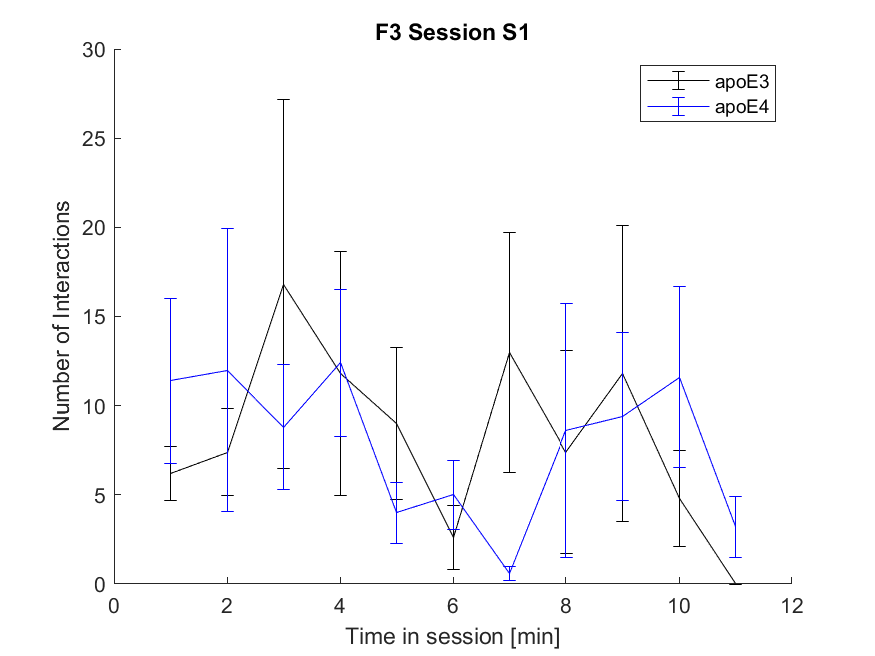 F3 Session S1
apoE3
apoE4
Number of Interactions
30
25
20
15
10
5
0
0 2 4 6 8 10 12
Time in session [min]